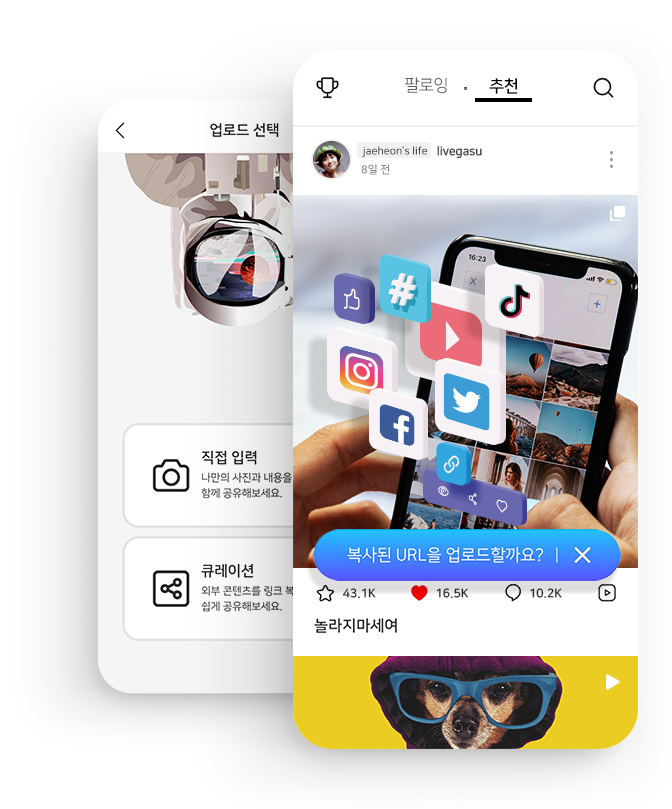 업로드 선택
직접 입력
나만의 사진과 내용을
함께 공유해보세요.
큐레이션
외부 콘텐츠를 링크 복
쉽게 공유해보세요.
팔로잉 · 추천
jaeheon's life livegasu
8일 전
16:23
#
복사된 URL을 업로드할까요? |
43.1K 16.5K 10.2K
놀라지마세여